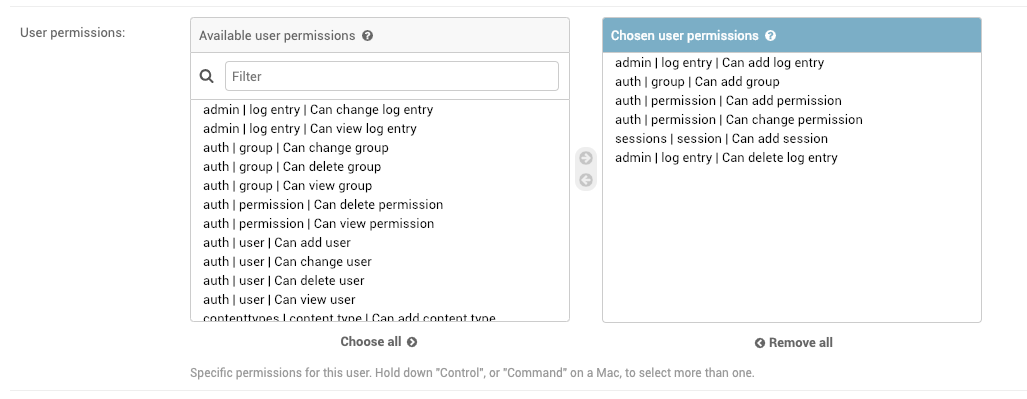 User permissions:
Available user permissions ?
Filter
admin | log entry | Can change log entry
admin | log entry | Can view log entry
auth | group | Can change group
auth | group | Can delete group
auth | group | Can view group
auth | permission | Can delete permission
auth | permission | Can view permission
auth | user | Can add user
auth | user | Can change user
auth | user | Can delete user
auth | user | Can view user
contenttypes | content type | Can add content type
Choose all
Chosen user permissions ?
admin | log entry | Can add log entry
auth | group | Can add group
auth | permission | Can add permission
auth | permission | Can change permission
sessions | session | Can add session
admin | log entry | Can delete log entry
Remove all
Specific permissions for this user. Hold down "Control", or "Command" on a Mac, to select more than one.